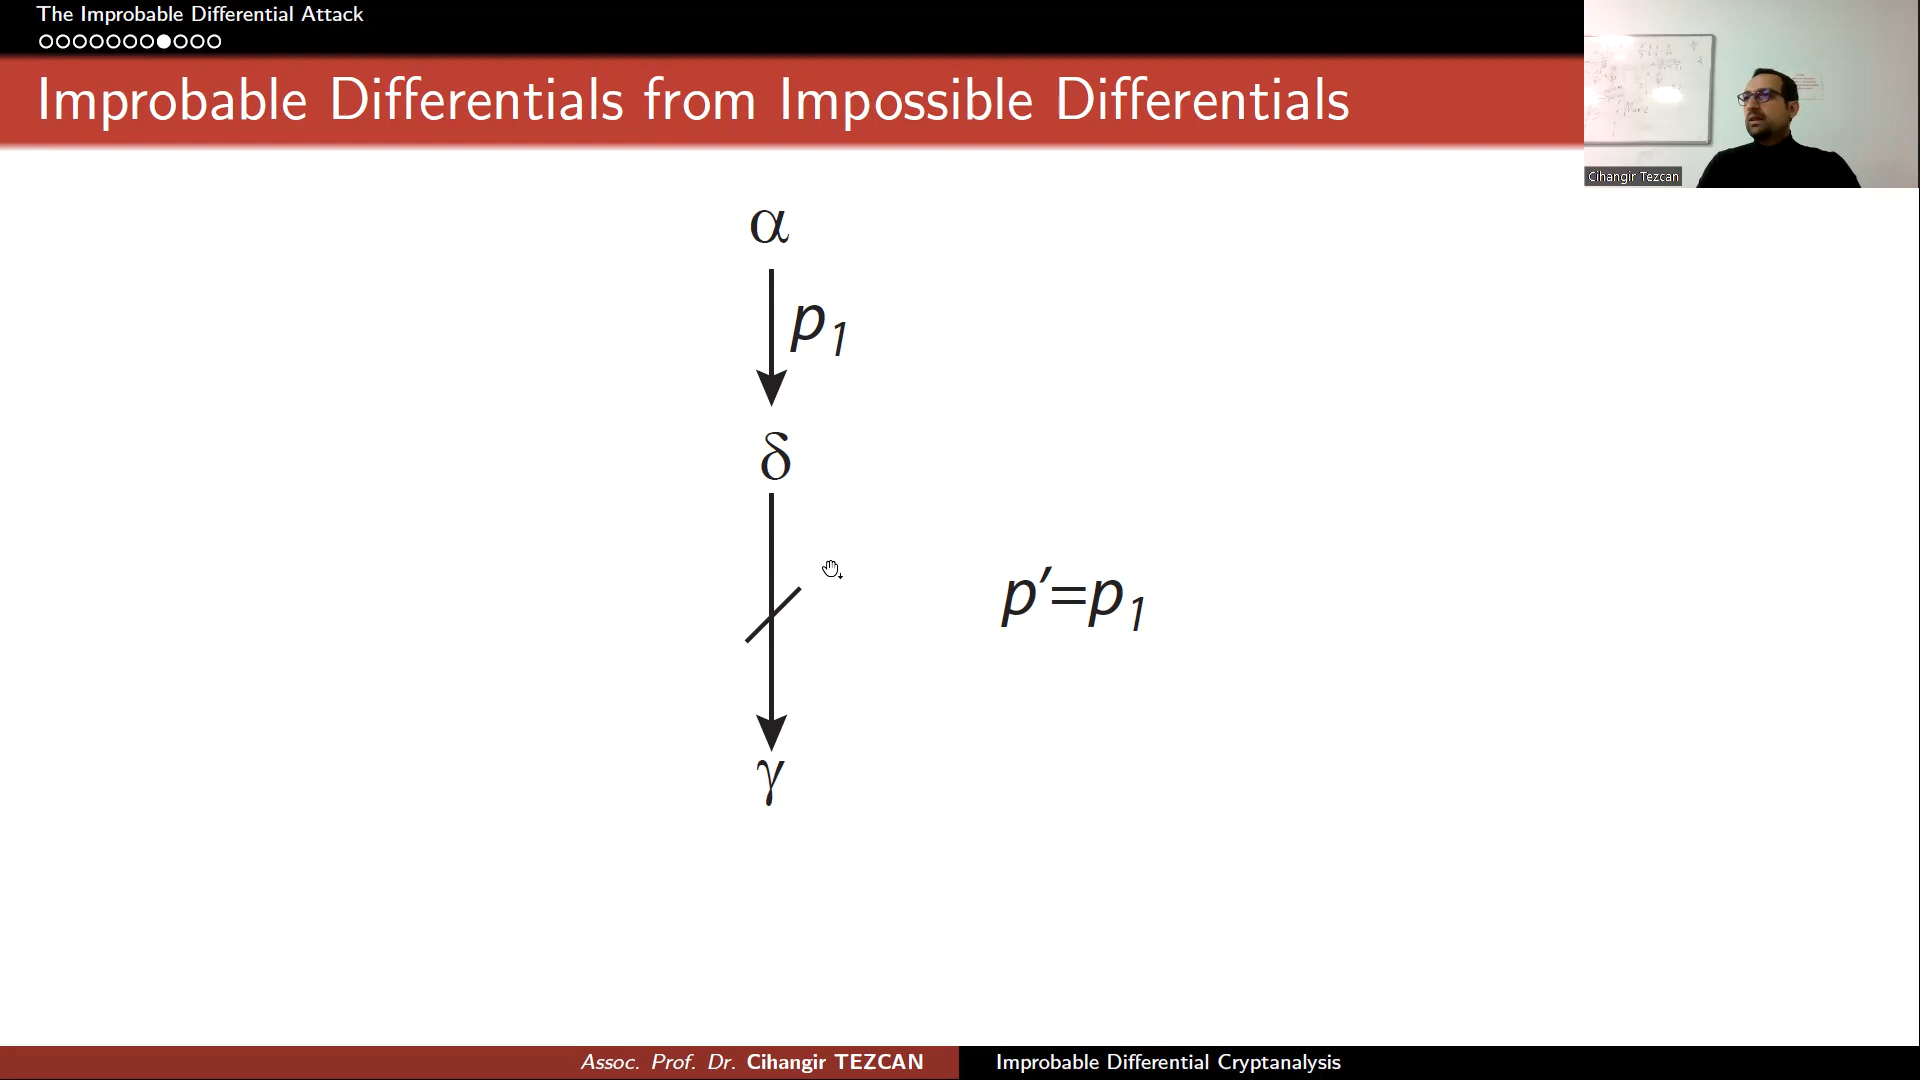 The Improbable Differential Attack
Improbable Differentials from Impossible Differentials
Cihangir Tezcan
α
p1
δ
p′=p1
γ
Assoc. Prof. Dr. Cihangir TEZCAN
Improbable Differential Cryptanalysis